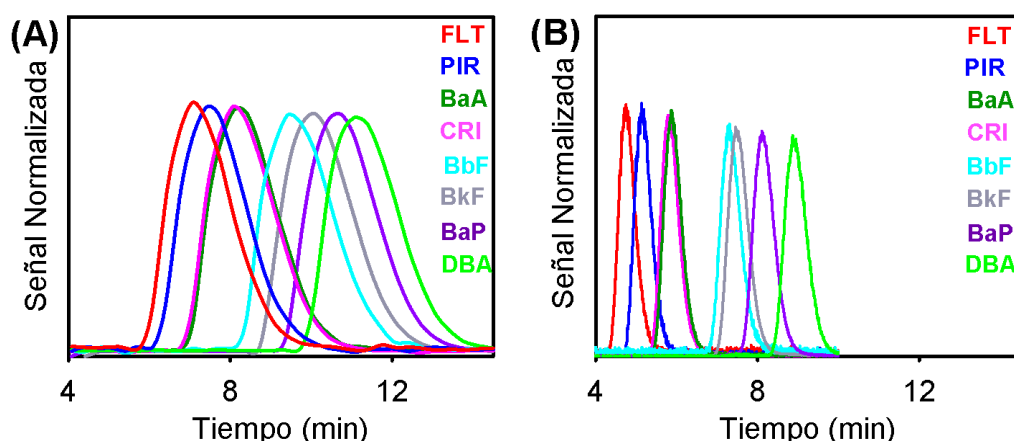 (A)
Señal Normalizada
FLT
PIR
BaA
CRI
BbF
BkF
BaP
DBA
4
8
12
Tiempo (min)
(B)
Señal Normalizada
FLT
PIR
BaA
CRI
BbF
BkF
BaP
DBA
4
8
12
Tiempo (min)